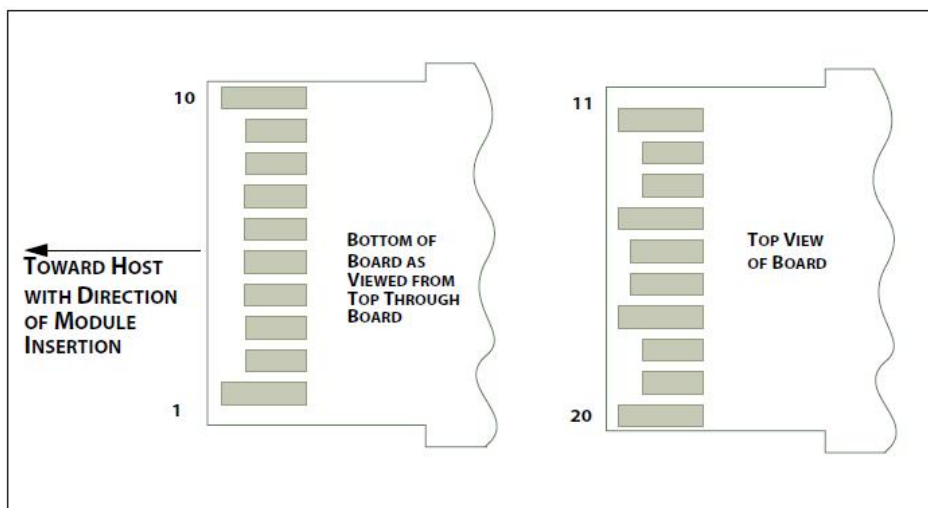 10
1
TOWARD HOST
WITH DIRECTION
OF MODULE
INSERTION
BOTTOM OF
BOARD AS
VIEWED FROM
TOP THROUGH
BOARD
11
20
TOP VIEW
OF BOARD